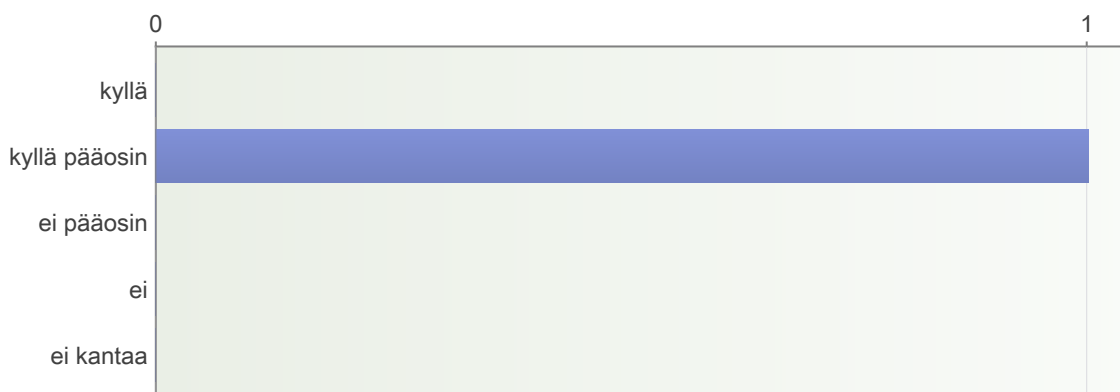 0 1
kyllä
kyllä pääosin
ei pääosin
ei
ei kantaa